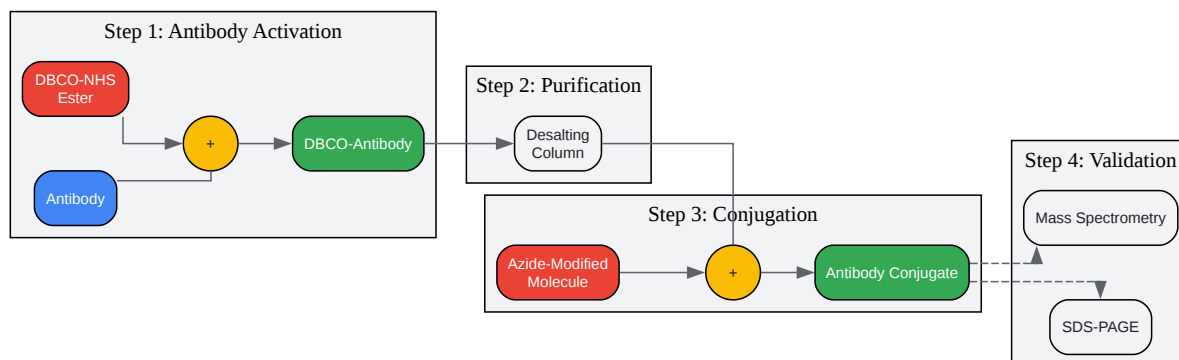 Step 1: Antibody Activation
DBCO-NHS
Ester
+
DBCO-Antibody
Antibody
Step 2: Purification
Desalting
Column
Step 3: Conjugation
Azide-Modified
Molecule
+
Antibody Conjugate
Step 4: Validation
Mass Spectrometry
SDS-PAGE